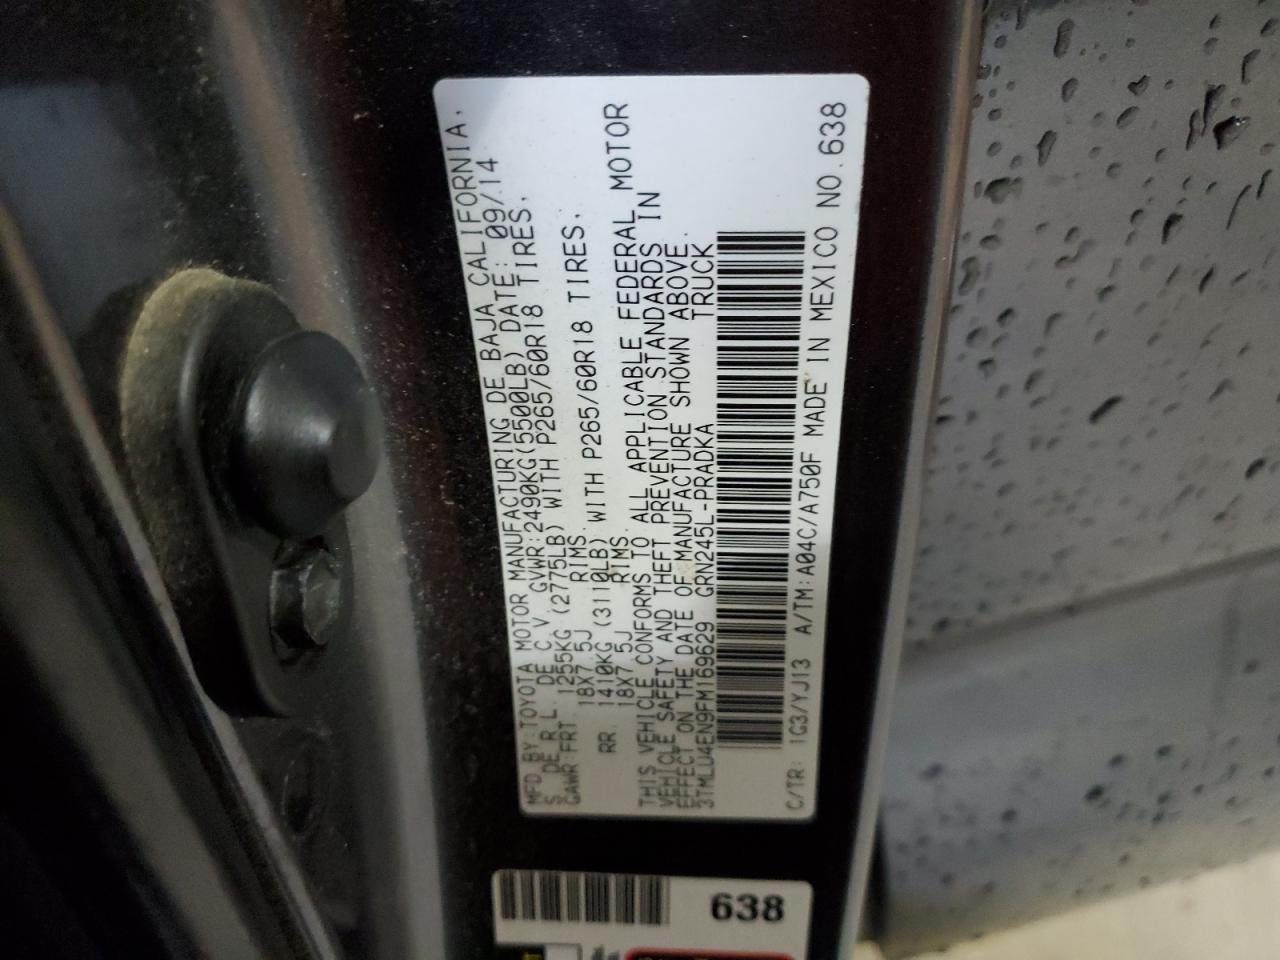 MFD BY:TOYOTA MOTOR MANUFACTURING DE BAJA CALIFORNIA,
S. DE R.L. DE C.V. GVWR:2490KG(5500LB) DATE: 09/14
GAWR:FRT. 1255KG (2775LB) WITH P265/60R18 TIRES,
18X7.5J RIMS.
RR. 1410KG (3110LB) WITH P265/60R18 TIRES,
18X7.5J RIMS.
THIS VEHICLE CONFORMS TO ALL APPLICABLE FEDERAL MOTOR
VEHICLE SAFETY AND THEFT PREVENTION STANDARDS IN
EFFECT ON THE DATE OF MANUFACTURE SHOWN ABOVE.
3TMLU4EN9FM169629 GRN245L-PRADKA TRUCK
C/TR: 1G3/YJ13 A/TM:A04C/A750F MADE IN MEXICO NO.638
638